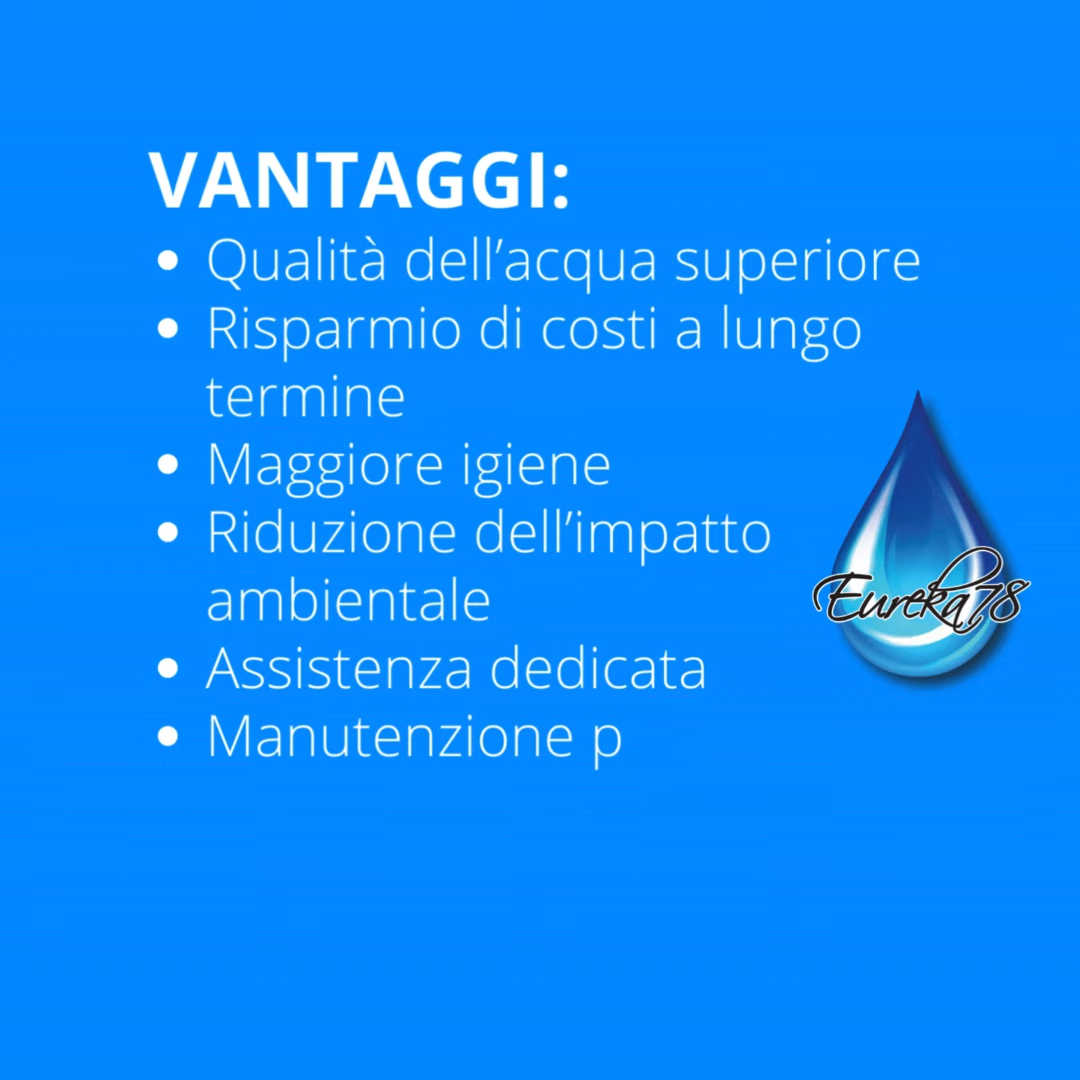 VANTAGGI:
• Qualità dell’acqua superiore
• Risparmio di costi a lungo
termine
• Maggiore igiene
• Riduzione dell’impatto
ambientale
• Assistenza dedicata
• Manutenzione p
Eureka78